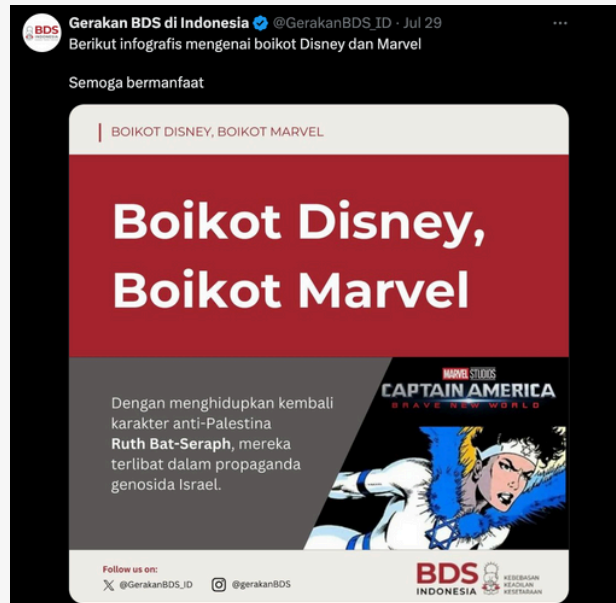 BDS
INDONESIA
Gerakan BDS di Indonesia @GerakanBDS_ID · Jul 29
Berikut infografis mengenai boikot Disney dan Marvel
Semoga bermanfaat
BOIKOT DISNEY, BOIKOT MARVEL
Boikot Disney,
Boikot Marvel
Dengan menghidupkan kembali
karakter anti-Palestina
Ruth Bat-Seraph, mereka
terlibat dalam propaganda
genosida Israel.
MARVEL STUDIOS
CAPTAIN AMERICA
BRAVE NEW WORLD
Follow us on:
@GerakanBDS_ID @gerakanBDS
BDS
INDONESIA
KEBEBASAN
KEADILAN
KESETARAAN